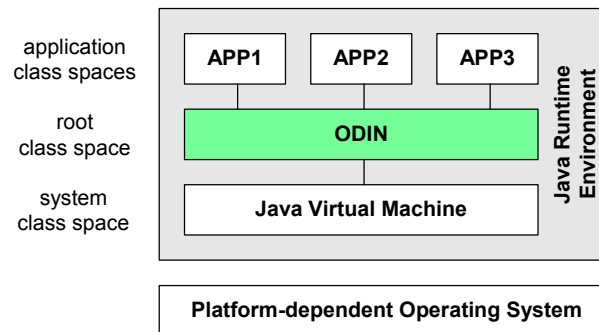 application
class spaces
APP1
APP2
APP3
root
class space
ODIN
system
class space
Java Virtual Machine
Java Runtime
Environment
Platform-dependent Operating System